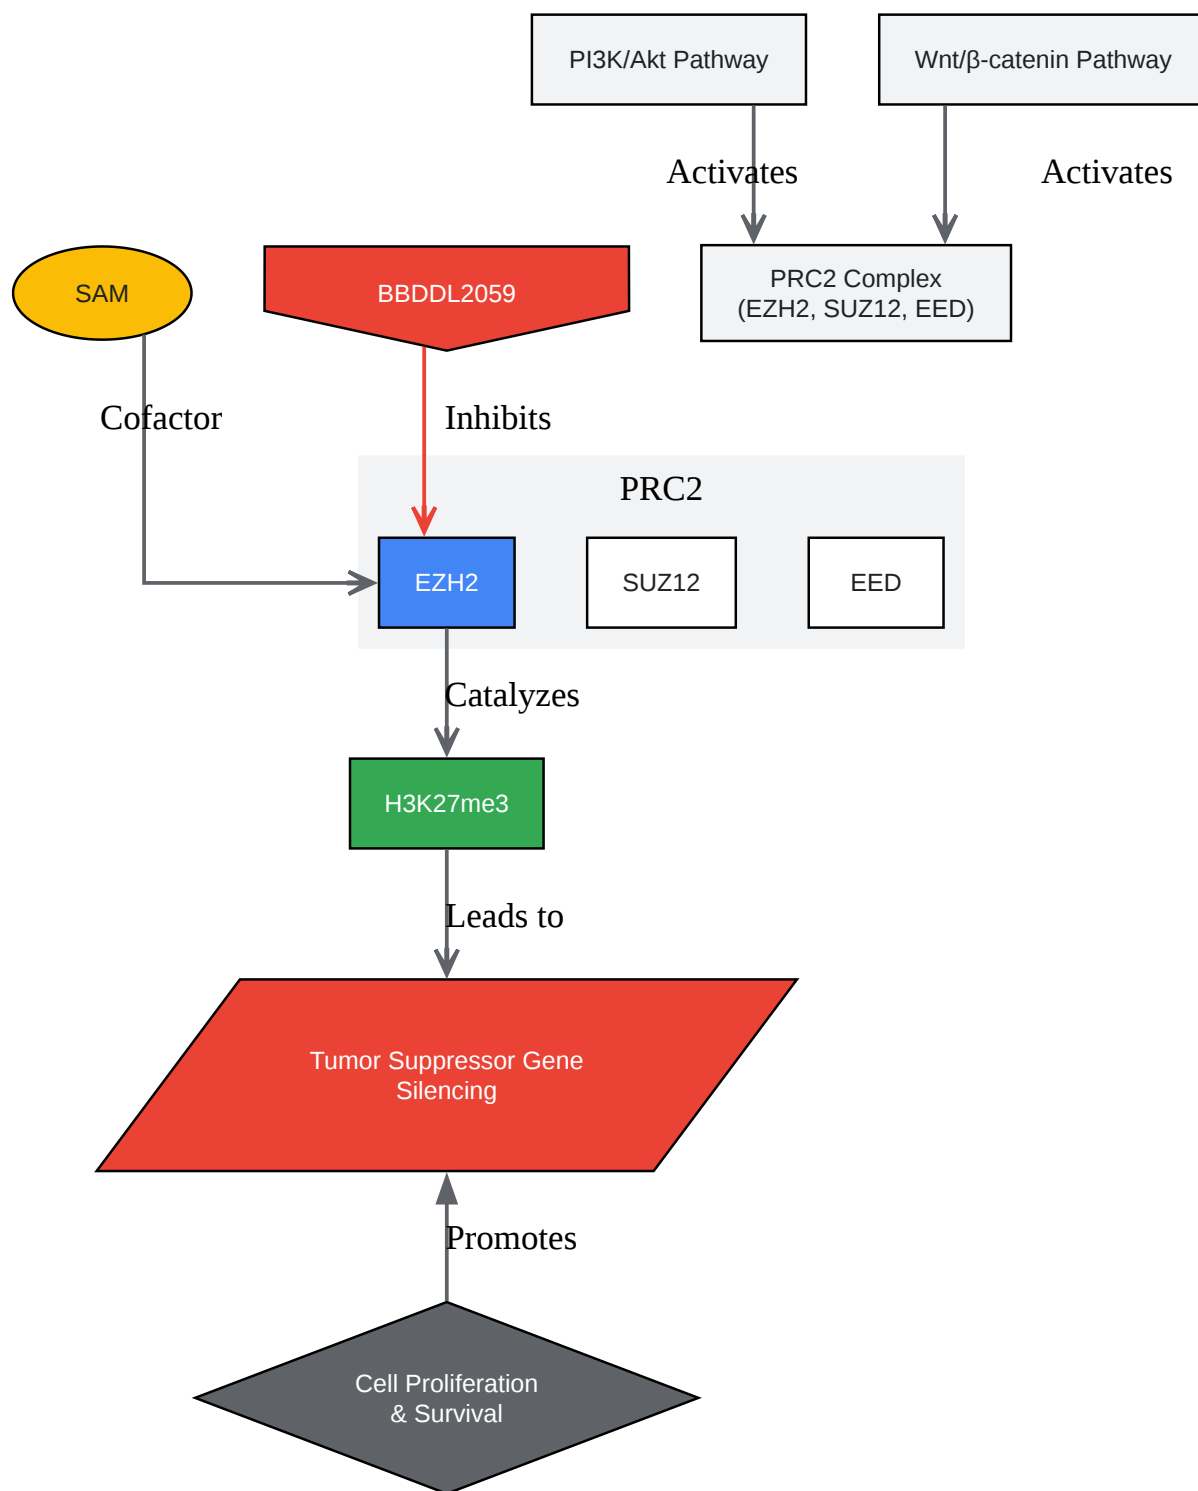 PI3K/Akt Pathway
Wnt/β-catenin Pathway
Activates
Activates
SAM
BBDDL2059
PRC2 Complex
(EZH2, SUZ12, EED)
Cofactor
Inhibits
PRC2
EZH2
SUZ12
EED
Catalyzes
H3K27me3
Leads to
Tumor Suppressor Gene
Silencing
Promotes
Cell Proliferation
& Survival